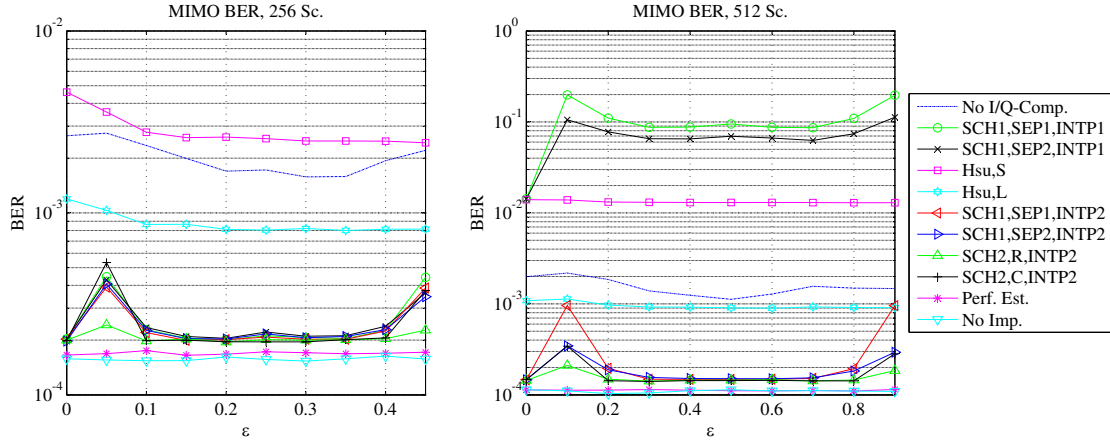 MIMO BER, 256 Sc.
10^-2
10^-3
10^-4
BER
0 0.1 0.2 0.3 0.4
ε
MIMO BER, 512 Sc.
10^0
10^-1
10^-2
10^-3
10^-4
BER
0 0.2 0.4 0.6 0.8
ε
No I/Q-Comp.
SCH1,SEP1,INTP1
SCH1,SEP2,INTP1
Hsu,S
Hsu,L
SCH1,SEP1,INTP2
SCH1,SEP2,INTP2
SCH2,R,INTP2
SCH2,C,INTP2
Perf. Est.
No Imp.